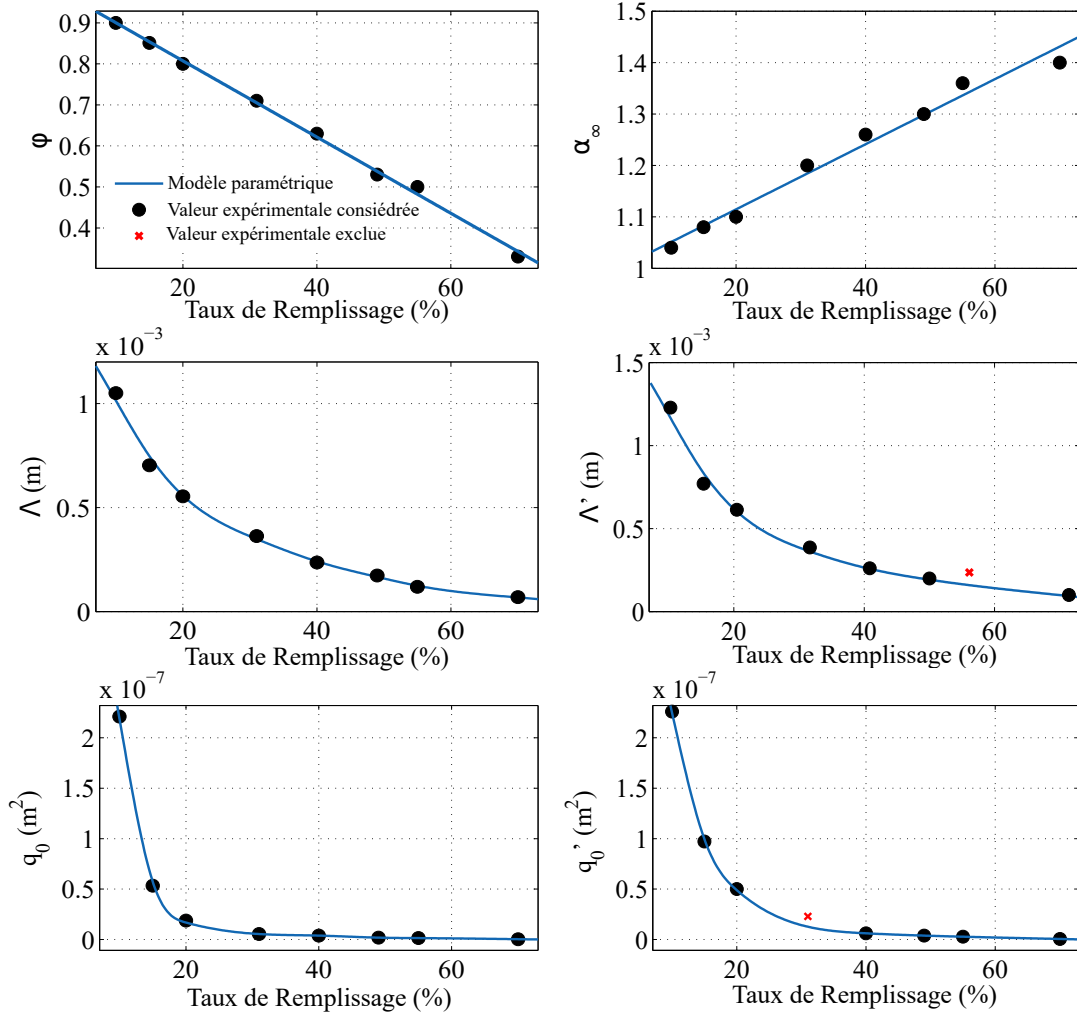 0.9
0.8
0.7
0.6
0.5
0.4
φ
Modèle paramétrique
Valeur expérimentale consiédrée
Valeur expérimentale exclue
20 40 60
Taux de Remplissage (%)
1.5
1.4
1.3
1.2
1.1
1
α∞
20 40 60
Taux de Remplissage (%)
x 10⁻³
1
0.5
0
Λ (m)
20 40 60
Taux de Remplissage (%)
x 10⁻³
1.5
1
0.5
0
Λ’ (m)
20 40 60
Taux de Remplissage (%)
x 10⁻⁷
2
1.5
1
0.5
0
q₀ (m²)
20 40 60
Taux de Remplissage (%)
x 10⁻⁷
2
1.5
1
0.5
0
q₀’ (m²)
20 40 60
Taux de Remplissage (%)